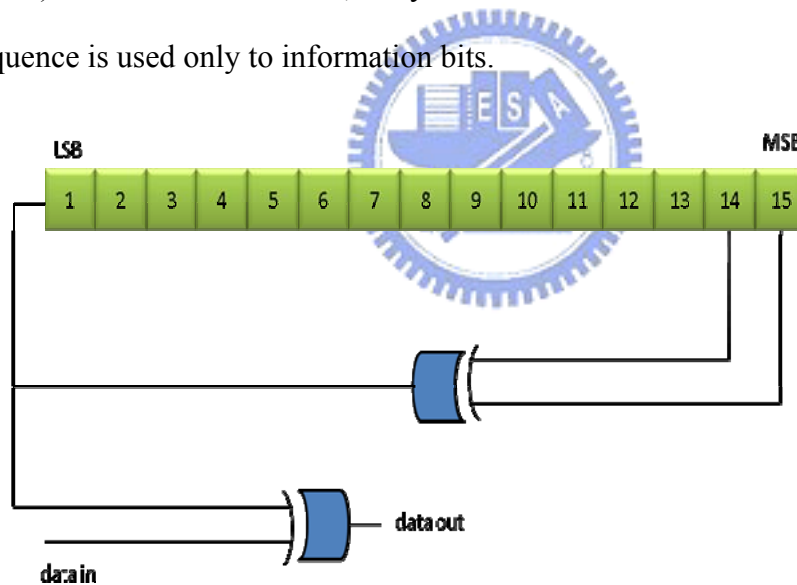 quence is used only to information bits.
LSB
MSB
E S A
1 2 3 4 5 6 7 8 9 10 11 12 13 14 15
data out
data in